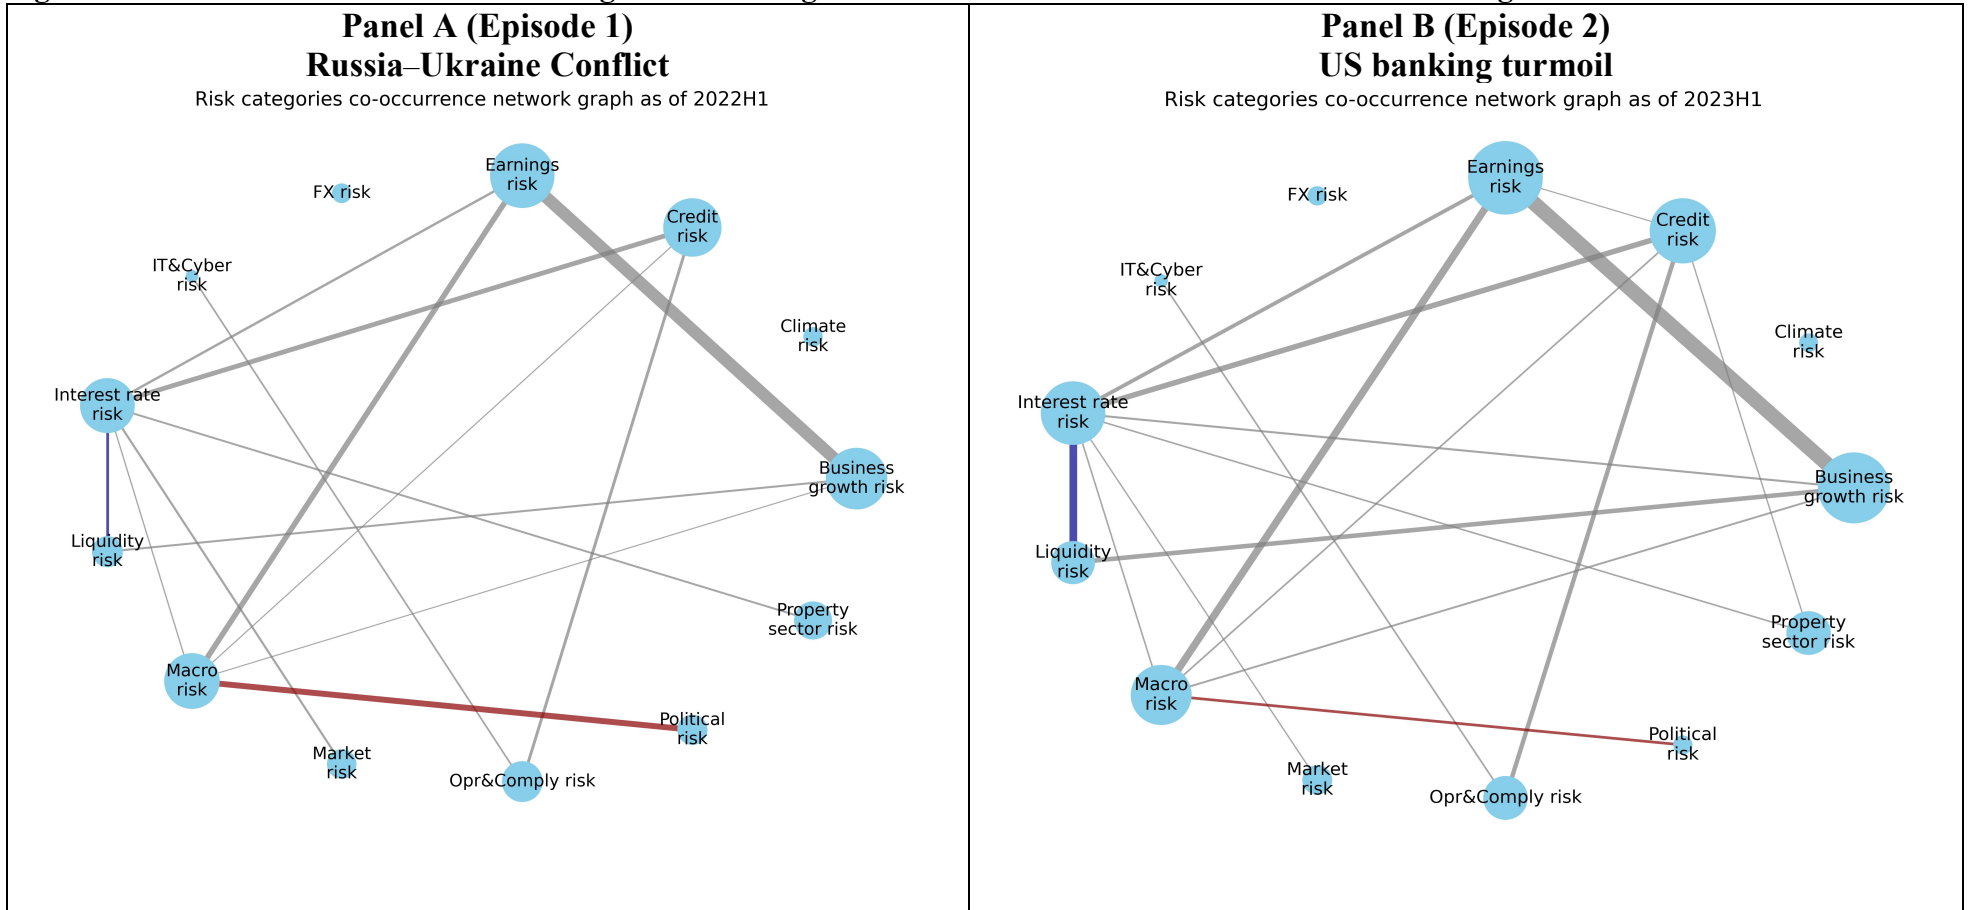 Panel A (Episode 1)
Russia–Ukraine Conflict
Risk categories co-occurrence network graph as of 2022H1
Earnings
risk
FX risk
Credit
risk
IT&Cyber
risk
Climate
risk
Interest rate
risk
Business
growth risk
Liquidity
risk
Property
sector risk
Macro
risk
Political
risk
Market
risk
Opr&Comply risk
Panel B (Episode 2)
US banking turmoil
Risk categories co-occurrence network graph as of 2023H1
Earnings
risk
FX risk
Credit
risk
IT&Cyber
risk
Climate
risk
Interest rate
risk
Business
growth risk
Liquidity
risk
Property
sector risk
Macro
risk
Political
risk
Market
risk
Opr&Comply risk